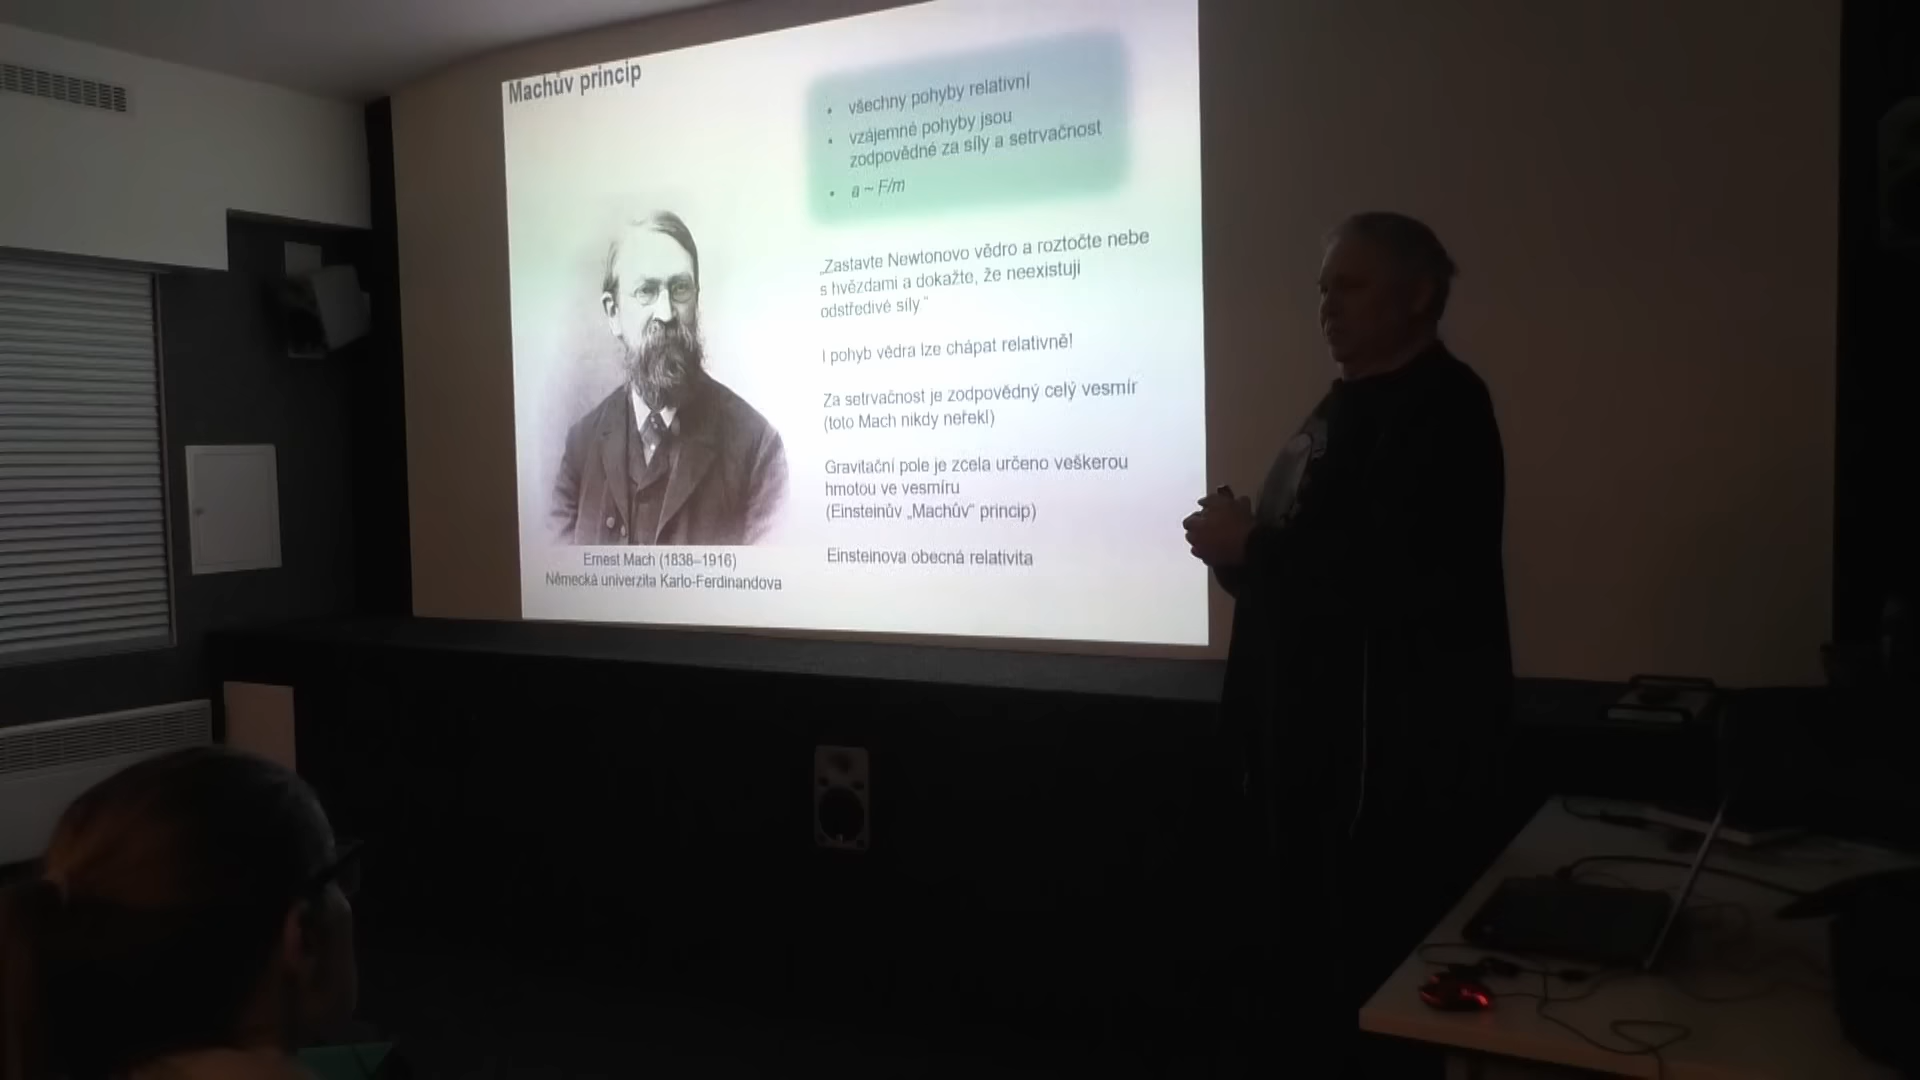 Machův princip
• všechny pohyby relativní
• vzájemné pohyby jsou
zodpovědné za síly a setrvačnost
• a ~ F/m
„Zastavte Newtonovo vědro a roztočte nebe
s hvězdami a dokažte, že neexistují
odstředivé síly.“
I pohyb vědra lze chápat relativně!
Za setrvačnost je zodpovědný celý vesmír
(toto Mach nikdy neřekl)
Gravitační pole je zcela určeno veškerou
hmotou ve vesmíru
(Einsteinův „Machův“ princip)
Einsteinova obecná relativita
Ernest Mach (1838–1916)
Německá univerzita Karlo-Ferdinandova